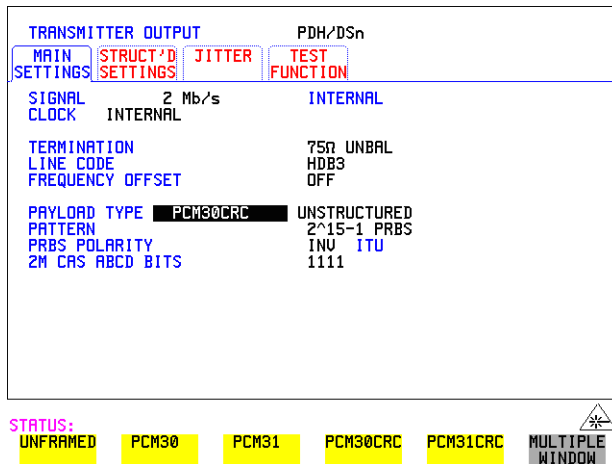 TRANSMITTER OUTPUT PDH/DSn
MAIN SETTINGS STRUCT'D SETTINGS JITTER TEST FUNCTION
SIGNAL 2 Mb/s INTERNAL
CLOCK INTERNAL
TERMINATION 75Ω UNBAL
LINE CODE HDB3
FREQUENCY OFFSET OFF
PAYLOAD TYPE PCM30CRC UNSTRUCTURED
PATTERN 2^15-1 PRBS
PRBS POLARITY INV ITU
2M CAS ABCD BITS 1111
STATUS:
UNFRAMED PCM30 PCM31 PCM30CRC PCM31CRC MULTIPLE WINDOW